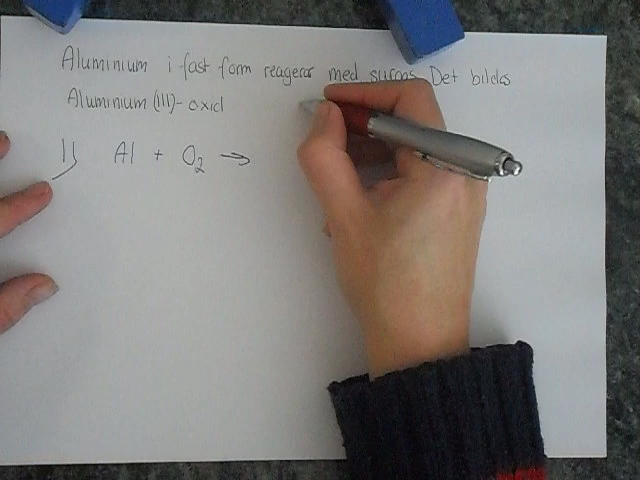 Aluminium i fast form reagerar med syrgas Det bildas
Aluminium (III)-oxid
1) Al + O₂ →